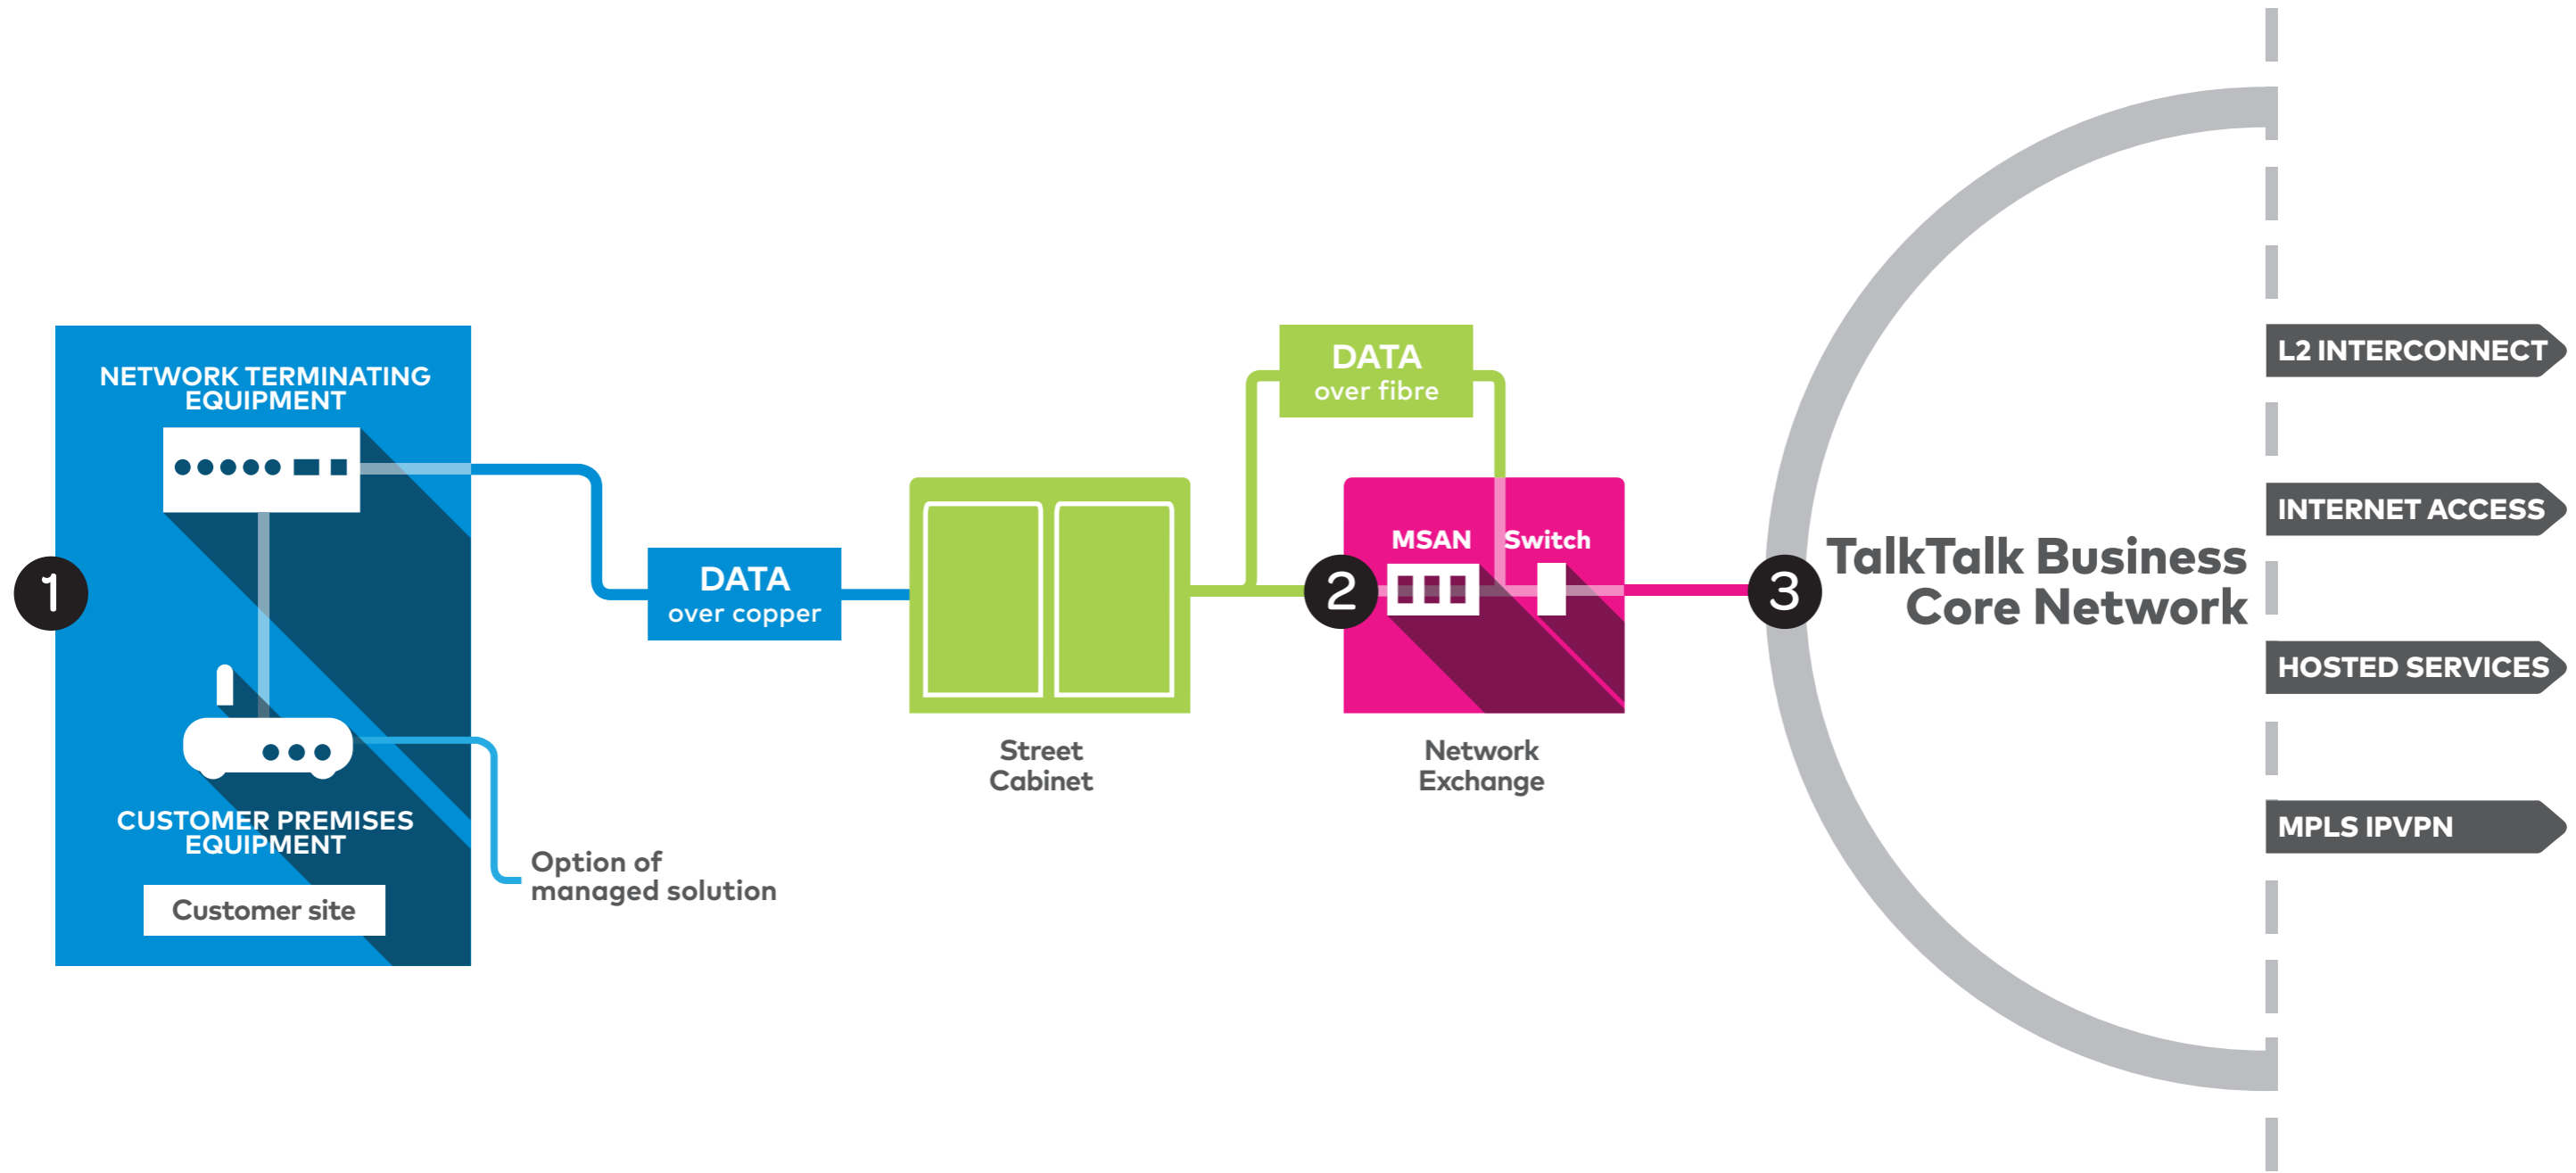 1
NETWORK TERMINATING
EQUIPMENT
CUSTOMER PREMISES
EQUIPMENT
Customer site
Option of
managed solution
DATA
over copper
Street
Cabinet
DATA
over fibre
2
MSAN
Switch
Network
Exchange
3
TalkTalk Business
Core Network
L2 INTERCONNECT
INTERNET ACCESS
HOSTED SERVICES
MPLS IPVPN